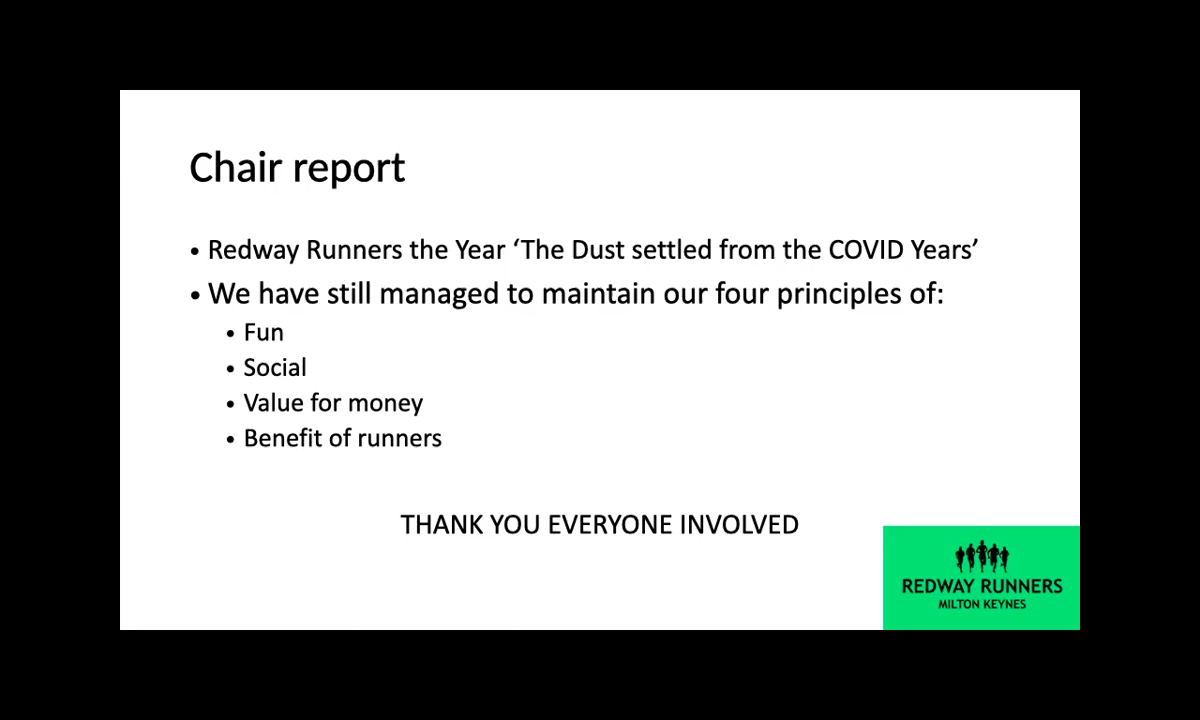 Chair report
• Redway Runners the Year ‘The Dust settled from the COVID Years’
• We have still managed to maintain our four principles of:
• Fun
• Social
• Value for money
• Benefit of runners
THANK YOU EVERYONE INVOLVED
REDWAY RUNNERS
MILTON KEYNES